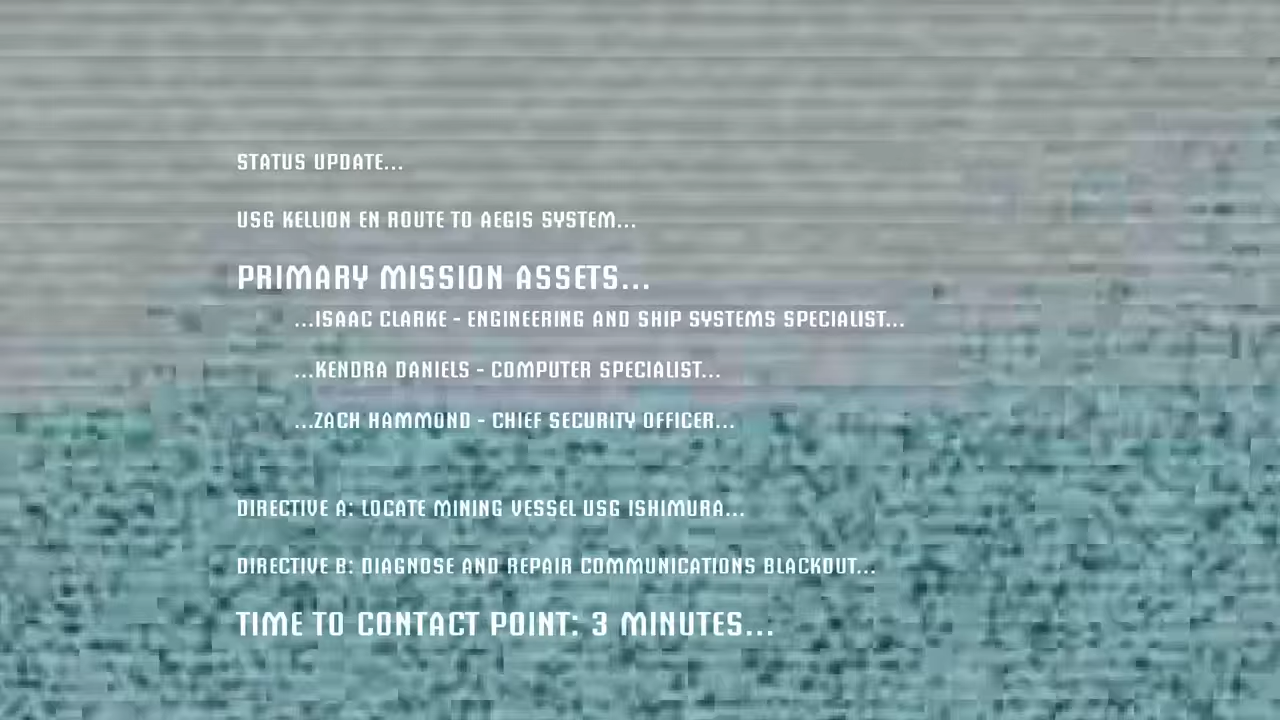 STATUS UPDATE...
USG KELLION EN ROUTE TO AEGIS SYSTEM...
PRIMARY MISSION ASSETS...
...ISAAC CLARKE - ENGINEERING AND SHIP SYSTEMS SPECIALIST...
...KENDRA DANIELS - COMPUTER SPECIALIST...
...ZACH HAMMOND - CHIEF SECURITY OFFICER...
DIRECTIVE A: LOCATE MINING VESSEL USG ISHIMURA...
DIRECTIVE B: DIAGNOSE AND REPAIR COMMUNICATIONS BLACKOUT...
TIME TO CONTACT POINT: 3 MINUTES...